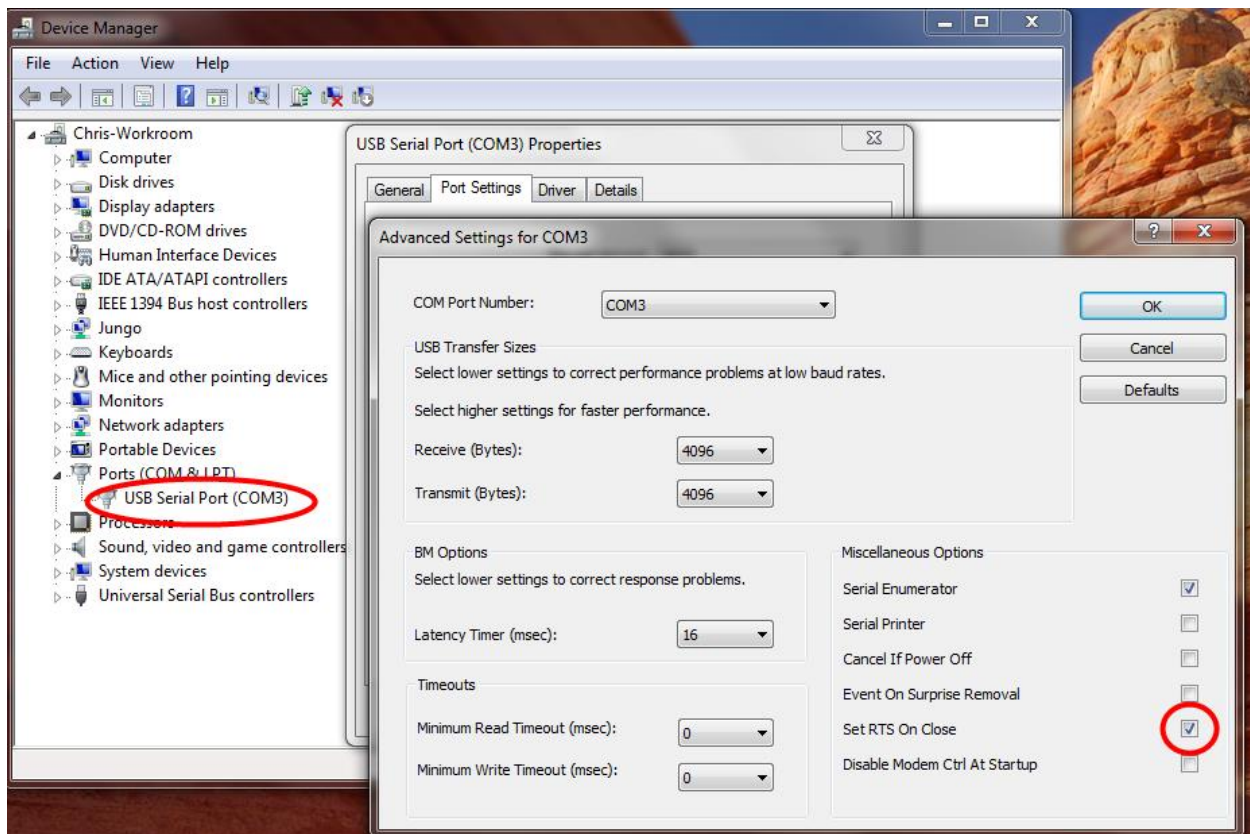 Device Manager
File Action View Help
Chris-Workroom
Computer
Disk drives
Display adapters
DVD/CD-ROM drives
Human Interface Devices
IDE ATA/ATAPI controllers
IEEE 1394 Bus host controllers
Jungo
Keyboards
Mice and other pointing devices
Monitors
Network adapters
Portable Devices
Ports (COM & LPT)
USB Serial Port (COM3)
Processors
Sound, video and game controllers
System devices
Universal Serial Bus controllers
USB Serial Port (COM3) Properties
General Port Settings Driver Details
Advanced Settings for COM3
COM Port Number: COM3
OK
USB Transfer Sizes
Cancel
Select lower settings to correct performance problems at low baud rates.
Defaults
Select higher settings for faster performance.
Receive (Bytes): 4096
Transmit (Bytes): 4096
BM Options
Select lower settings to correct response problems.
Latency Timer (msec): 16
Timeouts
Minimum Read Timeout (msec): 0
Minimum Write Timeout (msec): 0
Miscellaneous Options
Serial Enumerator
Serial Printer
Cancel If Power Off
Event On Surprise Removal
Set RTS On Close
Disable Modem Ctrl At Startup